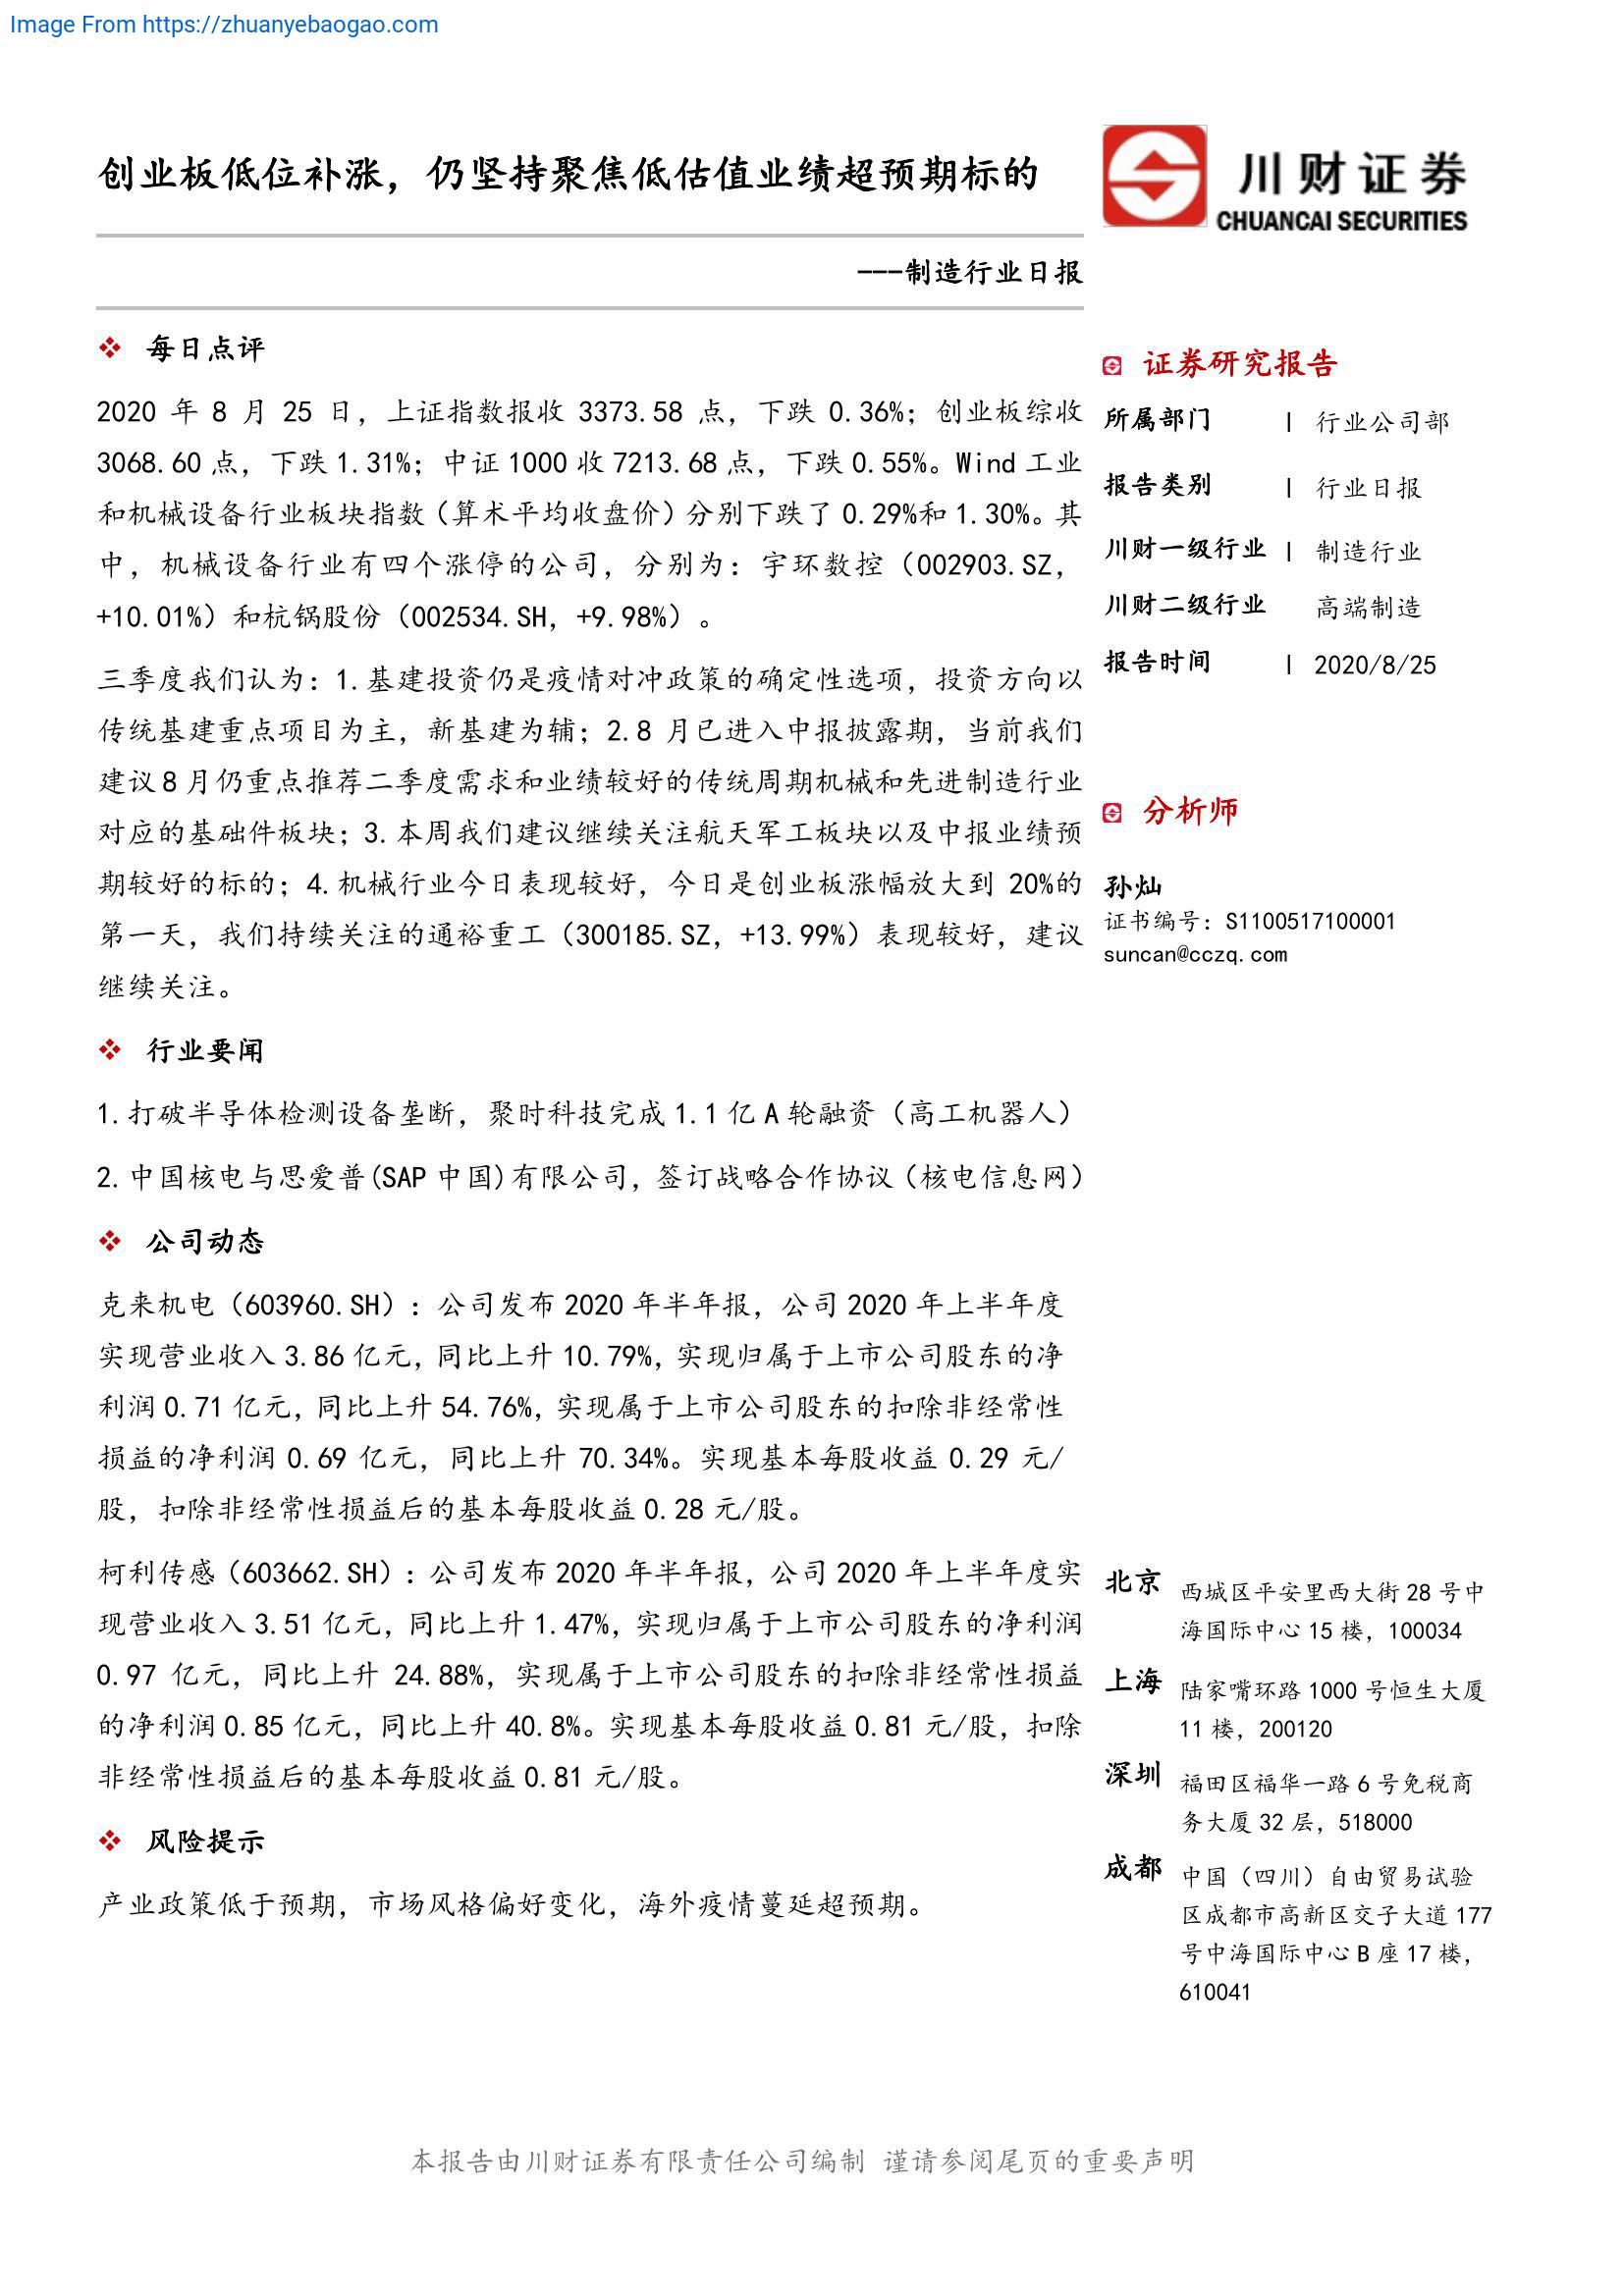 Image From https://zhuanyebaogao.com
创业板低位补涨，仍坚持聚焦低估值业绩超预期标的
川财证券
CHUANCAI SECURITIES
---制造行业日报
每日点评
2020 年 8 月 25 日，上证指数报收 3373.58 点，下跌 0.36%；创业板综收
3068.60 点，下跌 1.31%；中证 1000 收 7213.68 点，下跌 0.55%。Wind 工业
和机械设备行业板块指数（算术平均收盘价）分别下跌了 0.29%和 1.30%。其
中，机械设备行业有四个涨停的公司，分别为：宇环数控（002903.SZ，
+10.01%）和杭锅股份（002534.SH，+9.98%）。
三季度我们认为：1.基建投资仍是疫情对冲政策的确定性选项，投资方向以
传统基建重点项目为主，新基建为辅；2.8 月已进入中报披露期，当前我们
建议 8 月仍重点推荐二季度需求和业绩较好的传统周期机械和先进制造行业
对应的基础件板块；3.本周我们建议继续关注航天军工板块以及中报业绩预
期较好的标的；4.机械行业今日表现较好，今日是创业板涨幅放大到 20%的
第一天，我们持续关注的通裕重工（300185.SZ，+13.99%）表现较好，建议
继续关注。
行业要闻
1.打破半导体检测设备垄断，聚时科技完成 1.1 亿 A 轮融资（高工机器人）
2.中国核电与思爱普(SAP 中国)有限公司，签订战略合作协议（核电信息网）
公司动态
克来机电（603960.SH）：公司发布 2020 年半年报，公司 2020 年上半年度
实现营业收入 3.86 亿元，同比上升 10.79%，实现归属于上市公司股东的净
利润 0.71 亿元，同比上升 54.76%，实现属于上市公司股东的扣除非经常性
损益的净利润 0.69 亿元，同比上升 70.34%。实现基本每股收益 0.29 元/
股，扣除非经常性损益后的基本每股收益 0.28 元/股。
柯利传感（603662.SH）：公司发布 2020 年半年报，公司 2020 年上半年度实
现营业收入 3.51 亿元，同比上升 1.47%，实现归属于上市公司股东的净利润
0.97 亿元，同比上升 24.88%，实现属于上市公司股东的扣除非经常性损益
的净利润 0.85 亿元，同比上升 40.8%。实现基本每股收益 0.81 元/股，扣除
非经常性损益后的基本每股收益 0.81 元/股。
风险提示
产业政策低于预期，市场风格偏好变化，海外疫情蔓延超预期。
证券研究报告
所属部门 | 行业公司部
报告类别 | 行业日报
川财一级行业 | 制造行业
川财二级行业 高端制造
报告时间 | 2020/8/25
分析师
孙灿
证书编号：S1100517100001
suncan@cczq.com
北京 西城区平安里西大街 28 号中
海国际中心 15 楼，100034
上海 陆家嘴环路 1000 号恒生大厦
11 楼，200120
深圳 福田区福华一路 6 号免税商
务大厦 32 层，518000
成都 中国（四川）自由贸易试验
区成都市高新区交子大道 177
号中海国际中心 B 座 17 楼，
610041
本报告由川财证券有限责任公司编制 谨请参阅尾页的重要声明